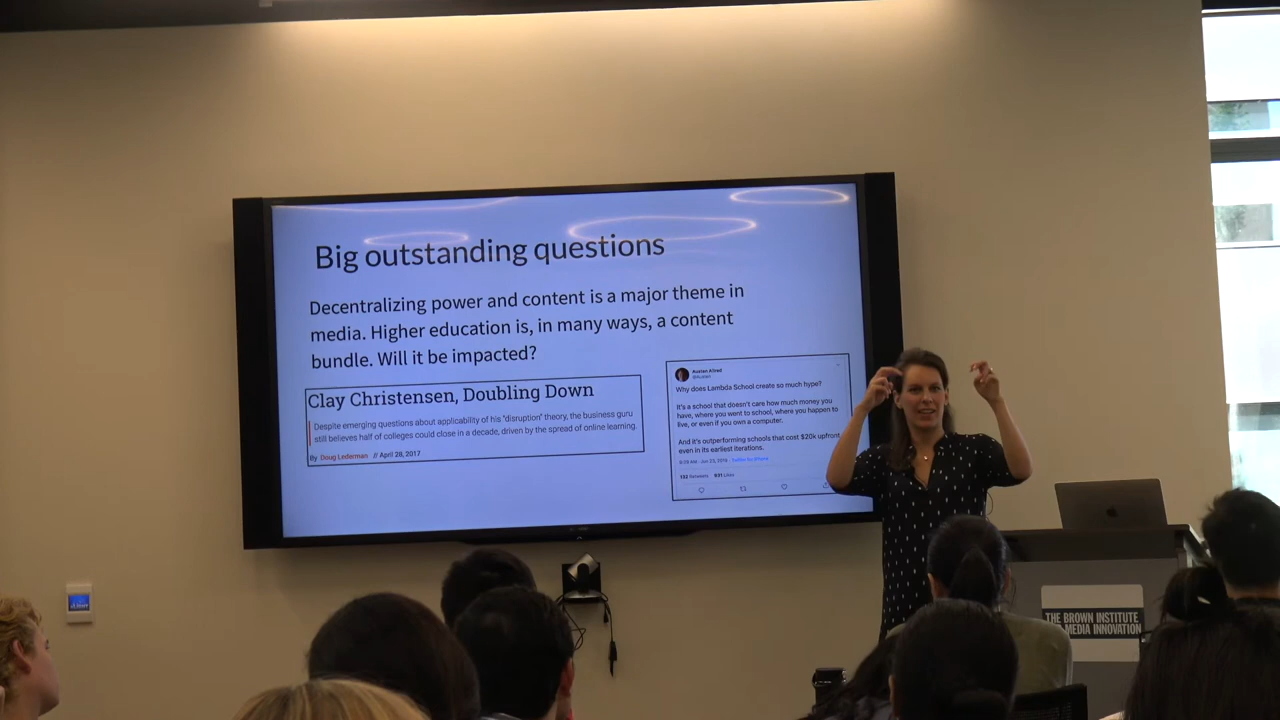 Big outstanding questions
Decentralizing power and content is a major theme in
media. Higher education is, in many ways, a content
bundle. Will it be impacted?
Clay Christensen, Doubling Down
Despite emerging questions about applicability of his "disruption" theory, the business guru
still believes half of colleges could close in a decade, driven by the spread of online learning.
By Doug Lederman // April 28, 2017
Austen Allred
Why does Lambda School create so much hype?
It's a school that doesn't care how much money you
have, where you went to school, where you happen to
live, or even if you own a computer.
And it's outperforming schools that cost $20k upfront
even in its earliest iterations.
132 Retweets 631 Likes
THE BROWN INSTITUTE
MEDIA INNOVATION